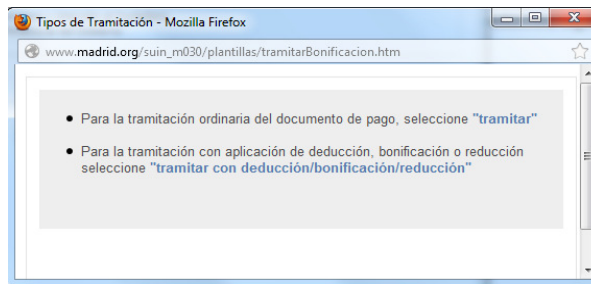 Tipos de Tramitación - Mozilla Firefox
www.madrid.org/suin_m030/plantillas/tramitarBonificacion.htm
• Para la tramitación ordinaria del documento de pago, seleccione "tramitar"
• Para la tramitación con aplicación de deducción, bonificación o reducción
seleccione "tramitar con deducción/bonificación/reducción"